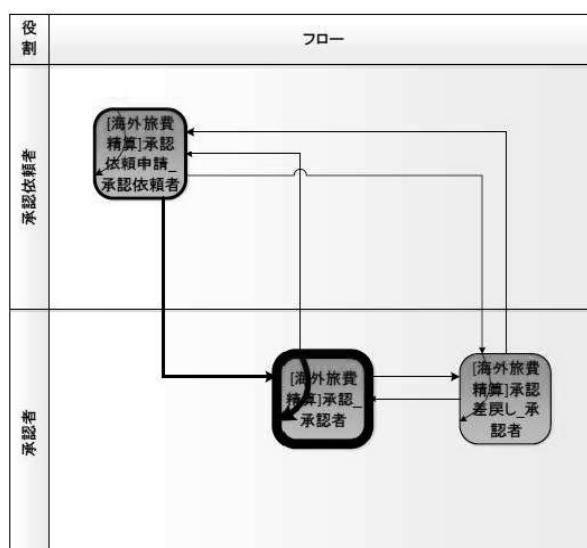 役
割
フロー
承認依頼者
[海外旅費
精算]承認
依頼申請_
承認依頼者
承認者
[海外旅費
精算]承認_
承認者
[海外旅費
精算]承認
差戻し_承
認者